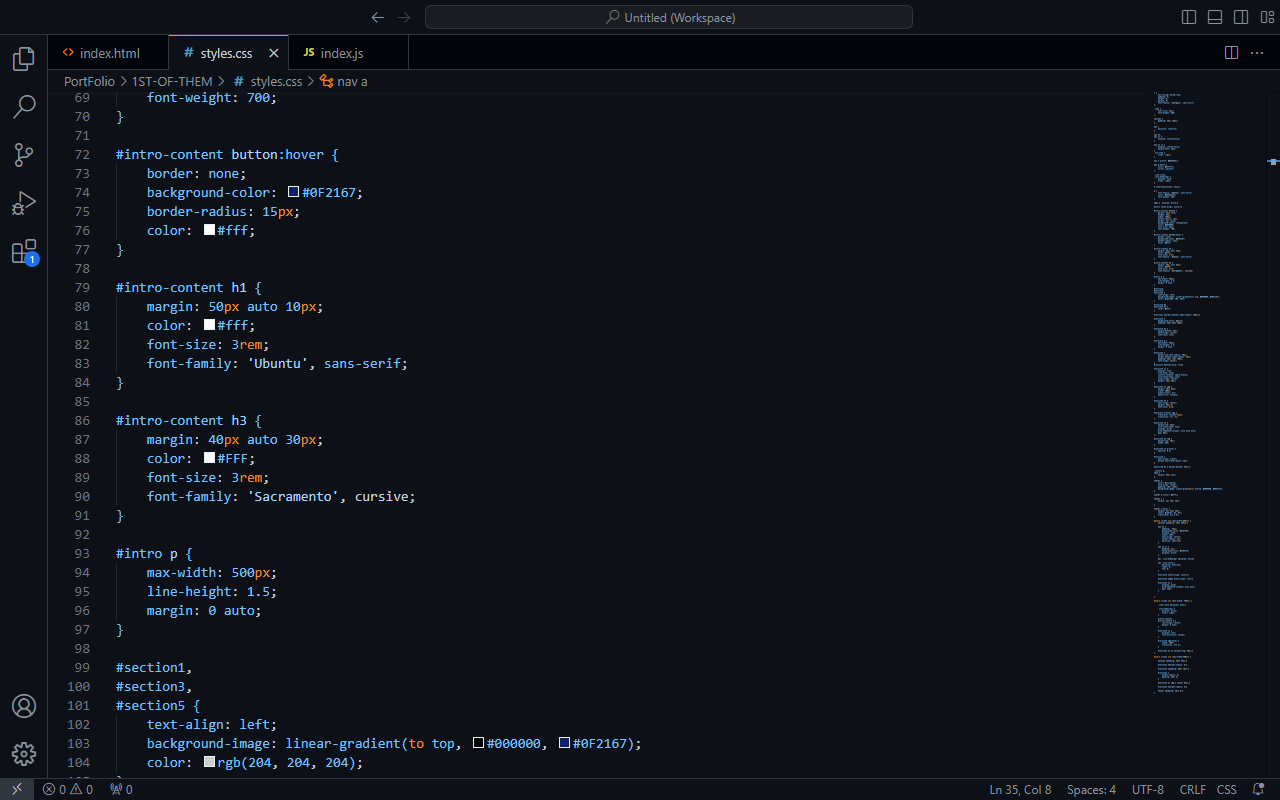 Untitled (Workspace)
index.html
styles.css
JS index.js
PortFolio > 1ST-OF-THEM > # styles.css > nav a
69 font-weight: 700;
70 }
71
72 #intro-content button:hover {
73 border: none;
74 background-color: #0F2167;
75 border-radius: 15px;
76 color: #fff;
77 }
78
79 #intro-content h1 {
80 margin: 50px auto 10px;
81 color: #fff;
82 font-size: 3rem;
83 font-family: 'Ubuntu', sans-serif;
84 }
85
86 #intro-content h3 {
87 margin: 40px auto 30px;
88 color: #FFF;
89 font-size: 3rem;
90 font-family: 'Sacramento', cursive;
91 }
92
93 #intro p {
94 max-width: 500px;
95 line-height: 1.5;
96 margin: 0 auto;
97 }
98
99 #section1,
100 #section3,
101 #section5 {
102 text-align: left;
103 background-image: linear-gradient(to top, #000000, #0F2167);
104 color: rgb(204, 204, 204);
1
0 0 0
Ln 35, Col 8
Spaces: 4
UTF-8
CRLF
CSS